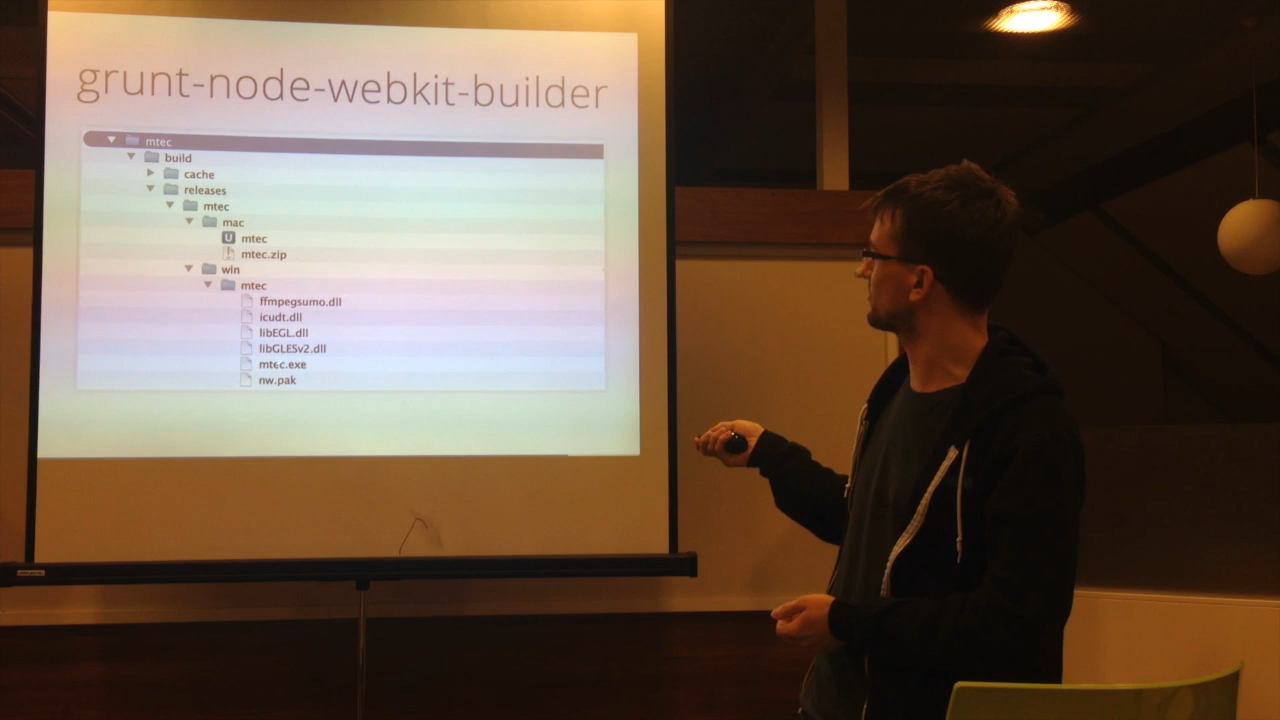 grunt-node-webkit-builder
mtec
build
cache
releases
mtec
mac
U mtec
mtec.zip
win
mtec
ffmpegsumo.dll
icudt.dll
libEGL.dll
libGLESv2.dll
mtec.exe
nw.pak